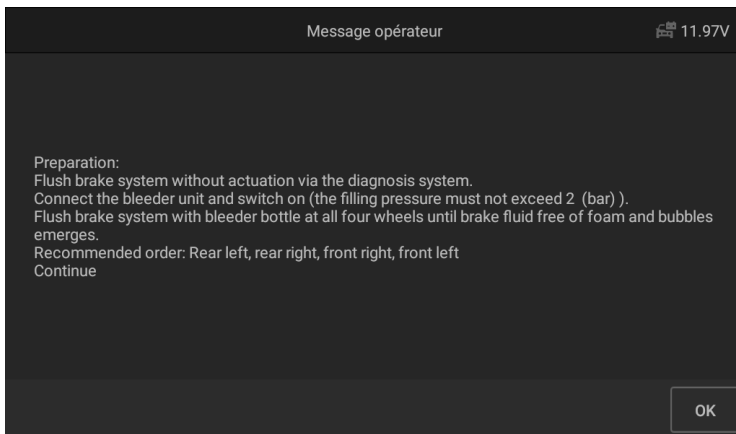 Message opérateur
11.97V
Preparation:
Flush brake system without actuation via the diagnosis system.
Connect the bleeder unit and switch on (the filling pressure must not exceed 2  (bar) ).
Flush brake system with bleeder bottle at all four wheels until brake fluid free of foam and bubbles
emerges.
Recommended order: Rear left, rear right, front right, front left
Continue
OK